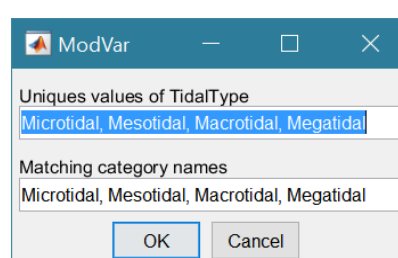 ModVar
Uniques values of TidalType
Microtidal, Mesotidal, Macrotidal, Megatidal
Matching category names
Microtidal, Mesotidal, Macrotidal, Megatidal
OK Cancel